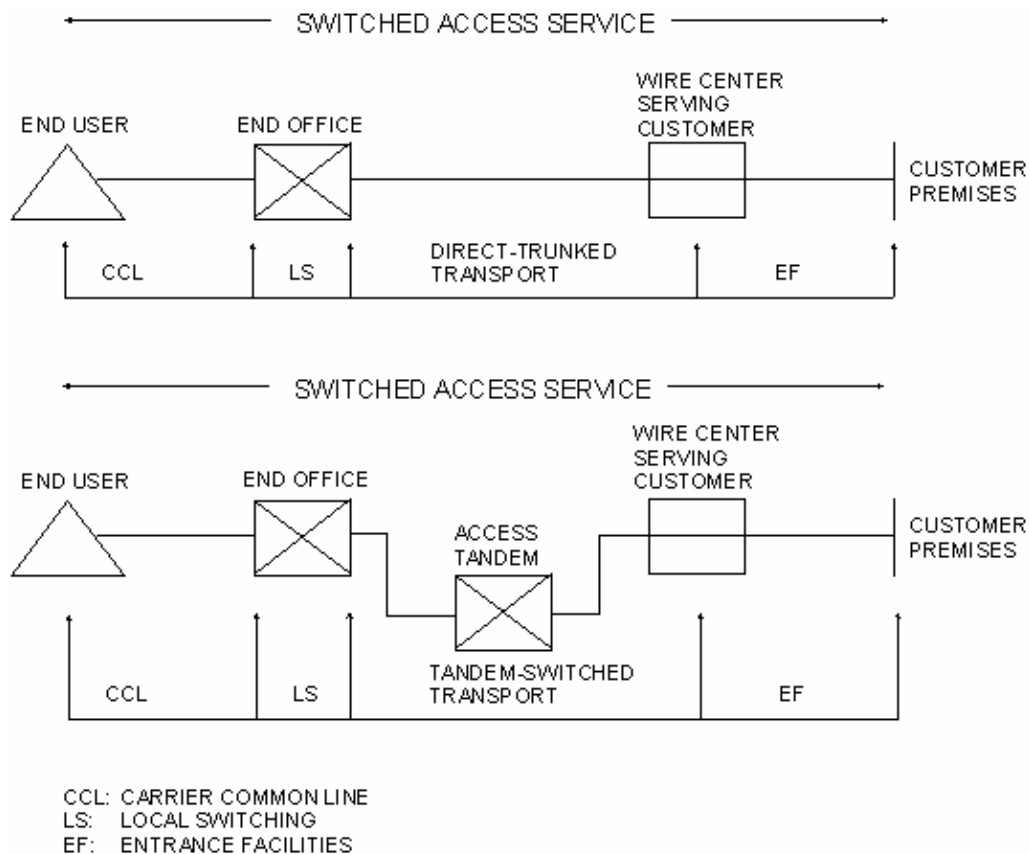 SWITCHED ACCESS SERVICE
WIRE CENTER
SERVING
CUSTOMER
END USER
END OFFICE
CUSTOMER
PREMISES
CCL
LS
DIRECT-TRUNKED
TRANSPORT
EF
SWITCHED ACCESS SERVICE
WIRE CENTER
SERVING
CUSTOMER
END USER
END OFFICE
ACCESS
TANDEM
CUSTOMER
PREMISES
CCL
LS
TANDEM-SWITCHED
TRANSPORT
EF
CCL: CARRIER COMMON LINE
LS: LOCAL SWITCHING
EF: ENTRANCE FACILITIES